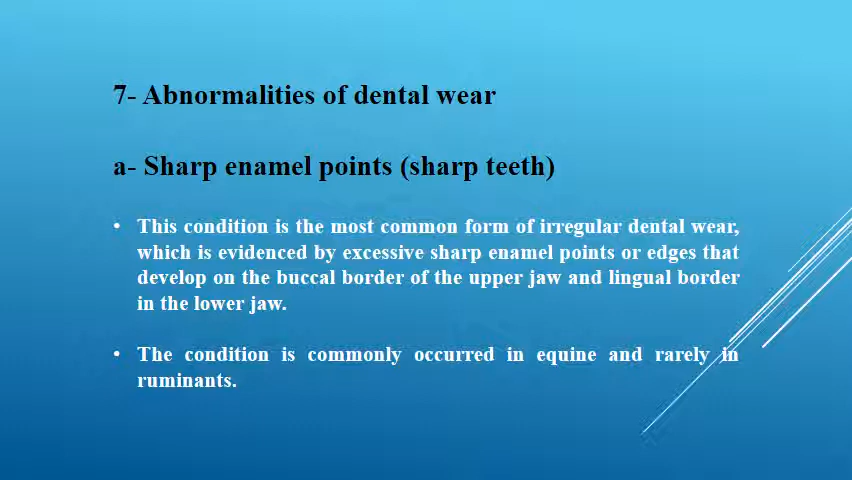 7- Abnormalities of dental wear
a- Sharp enamel points (sharp teeth)
• This condition is the most common form of irregular dental wear,
which is evidenced by excessive sharp enamel points or edges that
develop on the buccal border of the upper jaw and lingual border
in the lower jaw.
• The condition is commonly occurred in equine and rarely in
ruminants.